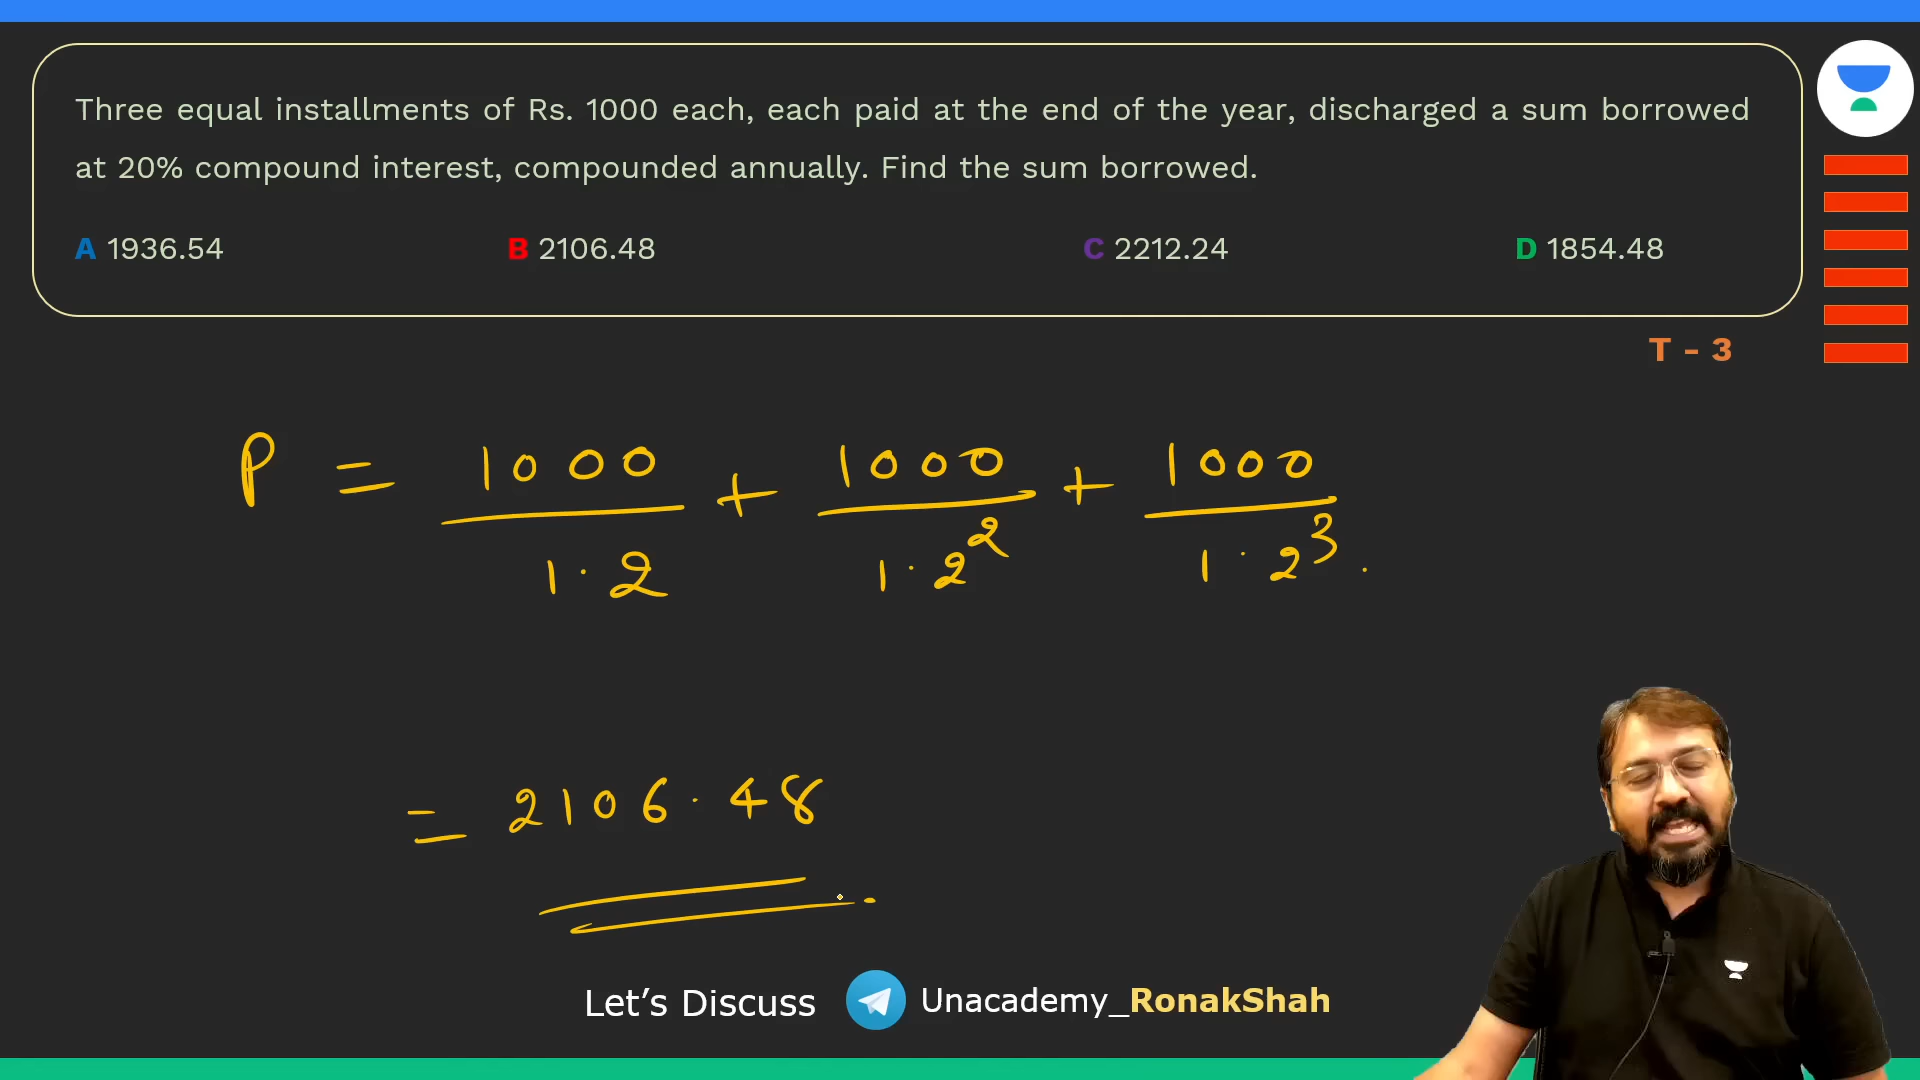 Three equal installments of Rs. 1000 each, each paid at the end of the year, discharged a sum borrowed
at 20% compound interest, compounded annually. Find the sum borrowed.
A 1936.54 B 2106.48 C 2212.24 D 1854.48
T - 3
P = 1000/1.2 + 1000/1.2² + 1000/1.2³.
= 2106.48
Let's Discuss Unacademy_RonakShah